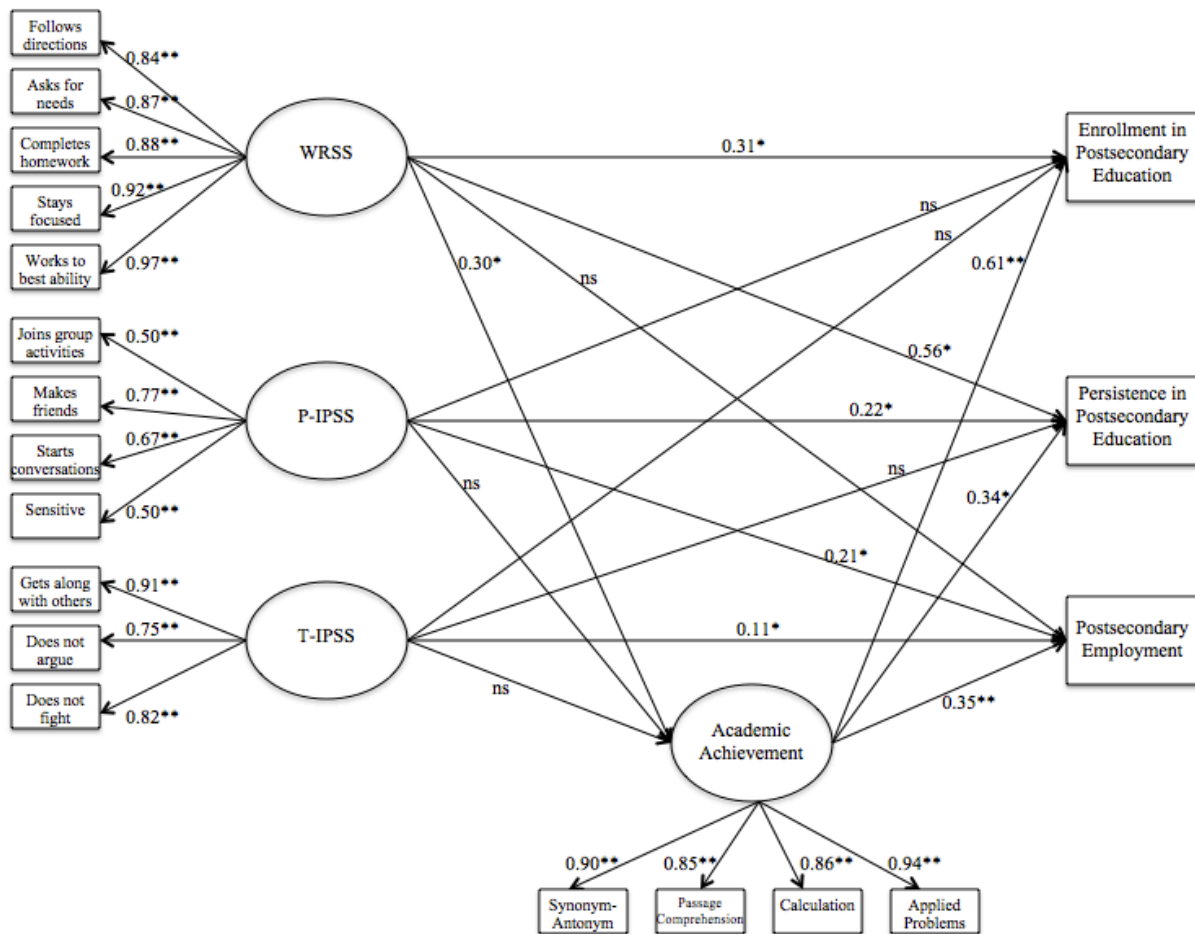 Follows
directions
0.84**
Asks for
needs
0.87**
Completes
homework
0.88**
Stays
focused
0.92**
Works to
best ability
0.97**
WRSS
0.31*
Enrollment in
Postsecondary
Education
ns
ns
0.30*
ns
0.61**
Joins group
activities
0.50**
Makes
friends
0.77**
Starts
conversations
0.67**
Sensitive
0.50**
P-IPSS
0.56*
0.22*
Persistence in
Postsecondary
Education
ns
ns
0.34*
0.21*
Gets along
with others
0.91**
Does not
argue
0.75**
Does not
fight
0.82**
T-IPSS
0.11*
Postsecondary
Employment
ns
0.35**
Academic
Achievement
0.90**
0.85**
0.86**
0.94**
Synonym-
Antonym
Passage
Comprehension
Calculation
Applied
Problems